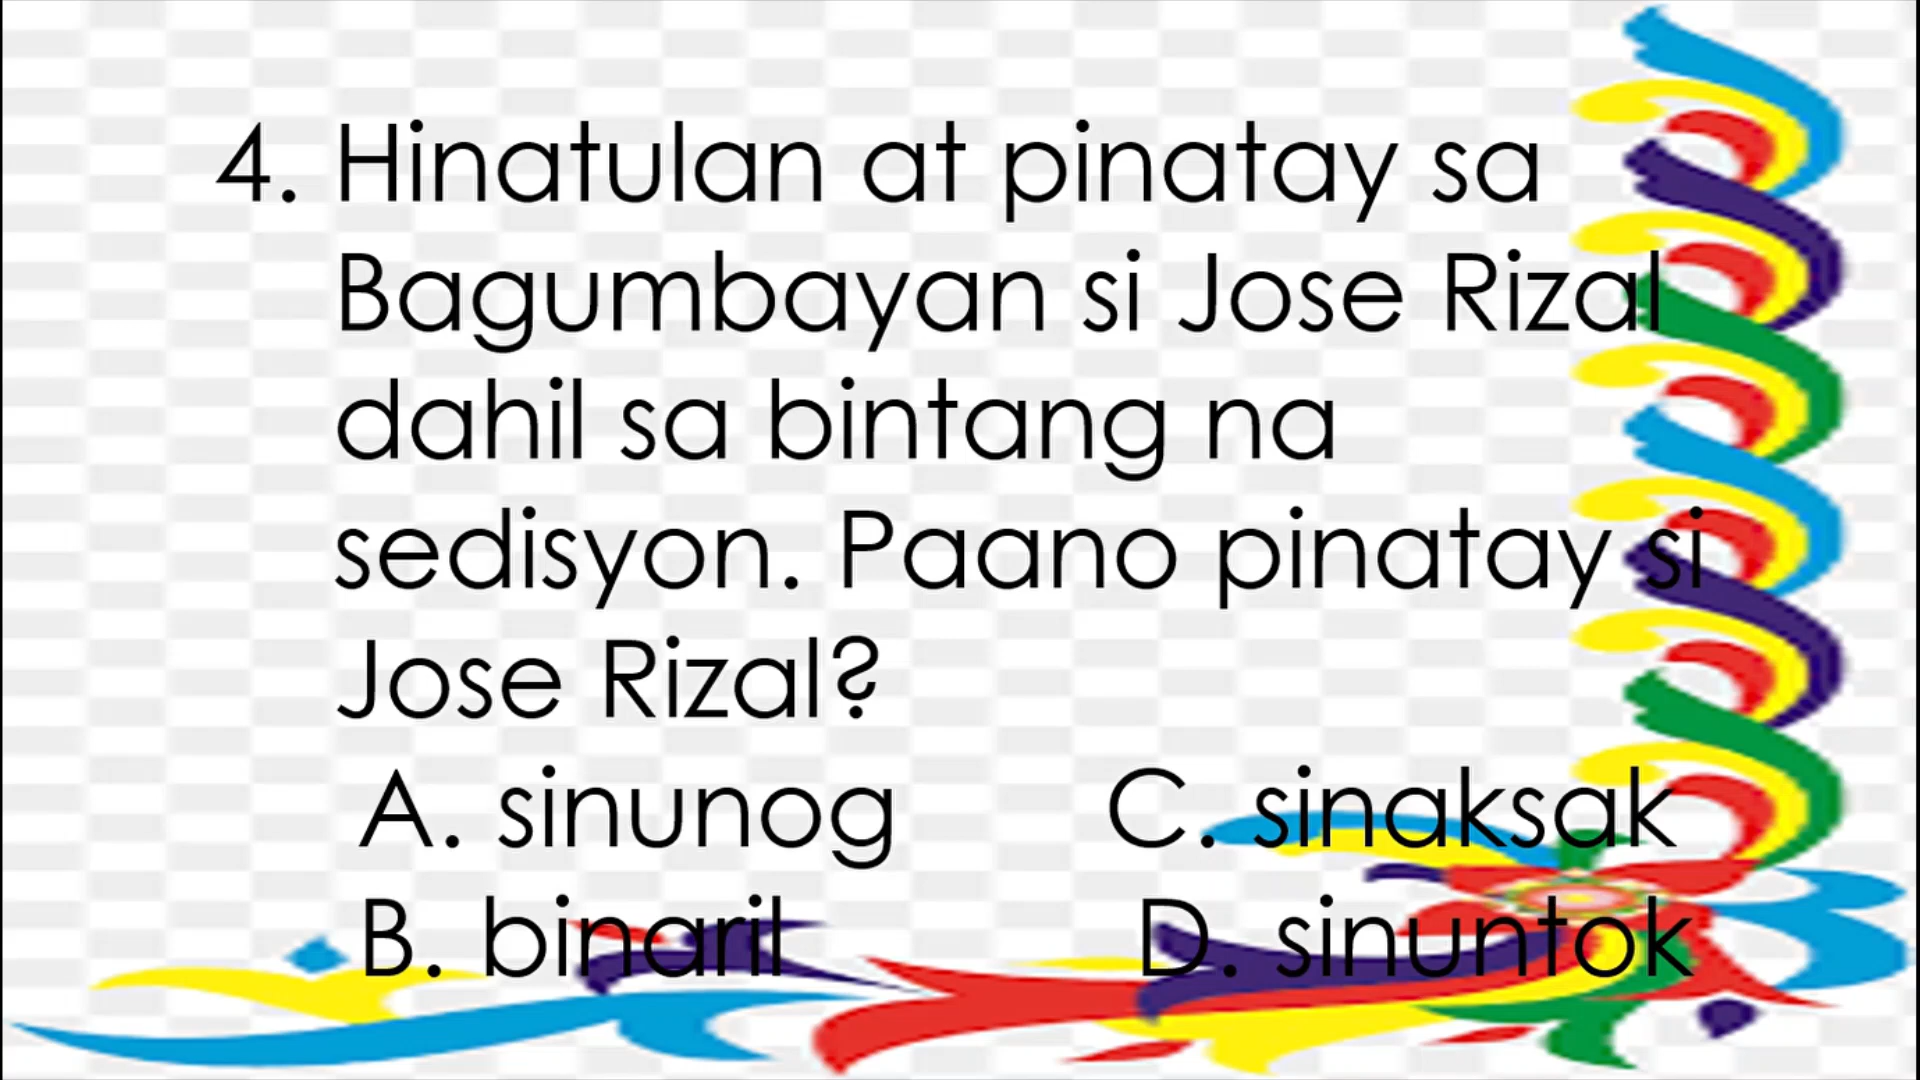 4. Hinatulan at pinatay sa
Bagumbayan si Jose Rizal
dahil sa bintang na
sedisyon. Paano pinatay si
Jose Rizal?
A. sinunog C. sinaksak
B. binaril D. sinuntok